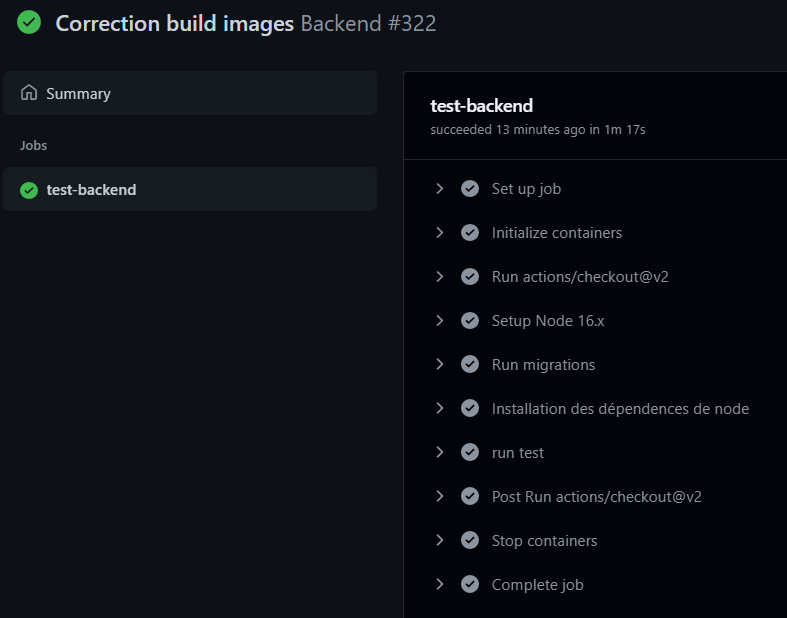 Correction build images Backend #322
Summary
Jobs
test-backend
test-backend
succeeded 13 minutes ago in 1m 17s
Set up job
Initialize containers
Run actions/checkout@v2
Setup Node 16.x
Run migrations
Installation des dépendences de node
run test
Post Run actions/checkout@v2
Stop containers
Complete job